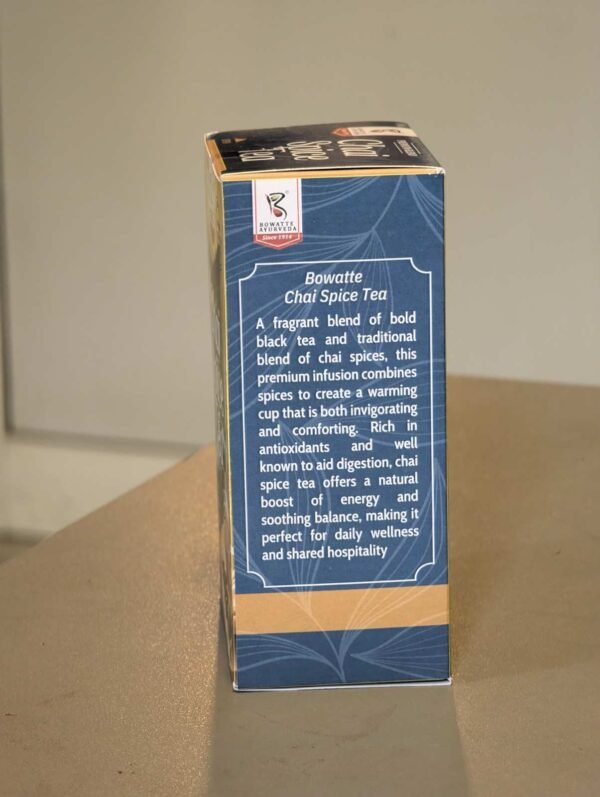 Chai
Spice
Tea
BOWATTE
AYURVEDA
Since 1914
Bowatte
Chai Spice Tea
A fragrant blend of bold
black tea and traditional
blend of chai spices, this
premium infusion combines
spices to create a warming
cup that is both invigorating
and comforting. Rich in
antioxidants and well
known to aid digestion, chai
spice tea offers a natural
boost of energy and
soothing balance, making it
perfect for daily wellness
and shared hospitality